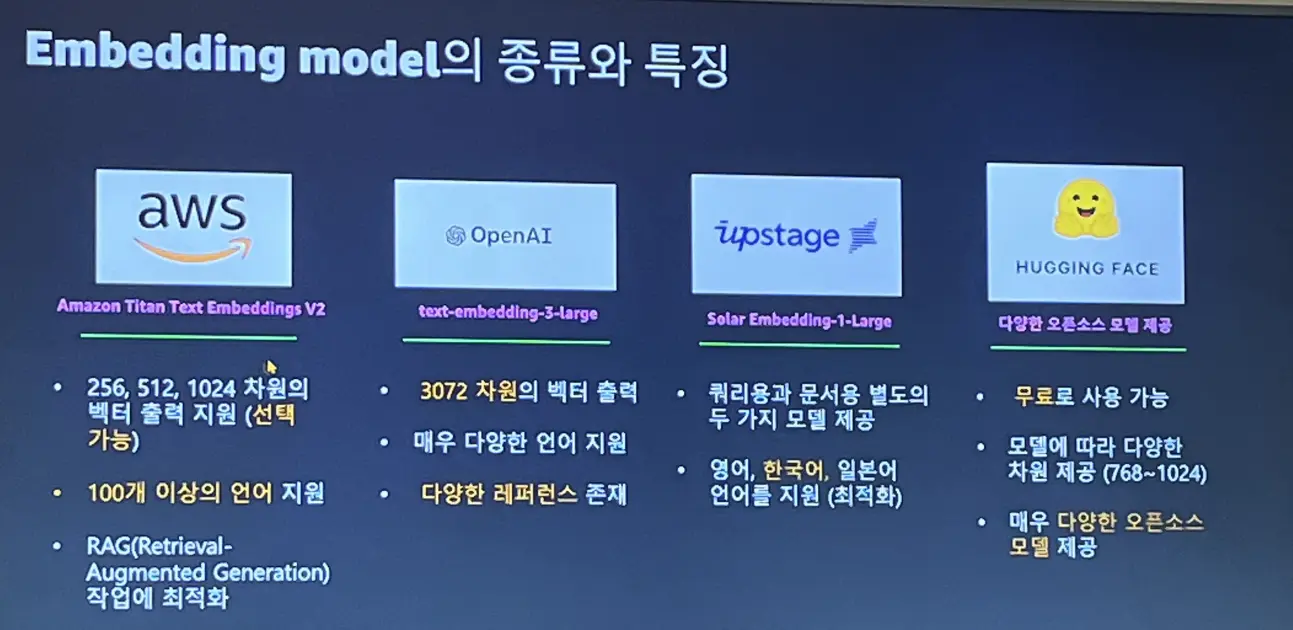 Embedding model의 종류와 특징
aws
Amazon Titan Text Embeddings V2
• 256, 512, 1024 차원의
벡터 출력 지원 (선택
가능)
• 100개 이상의 언어 지원
• RAG(Retrieval-
Augmented Generation)
작업에 최적화
OpenAI
text-embedding-3-large
• 3072 차원의 벡터 출력
• 매우 다양한 언어 지원
• 다양한 레퍼런스 존재
upstage
Solar Embedding-1-Large
• 쿼리용과 문서용 별도의
두 가지 모델 제공
• 영어, 한국어, 일본어
언어를 지원 (최적화)
HUGGING FACE
다양한 오픈소스 모델 제공
• 무료로 사용 가능
• 모델에 따라 다양한
차원 제공 (768~1024)
• 매우 다양한 오픈소스
모델 제공